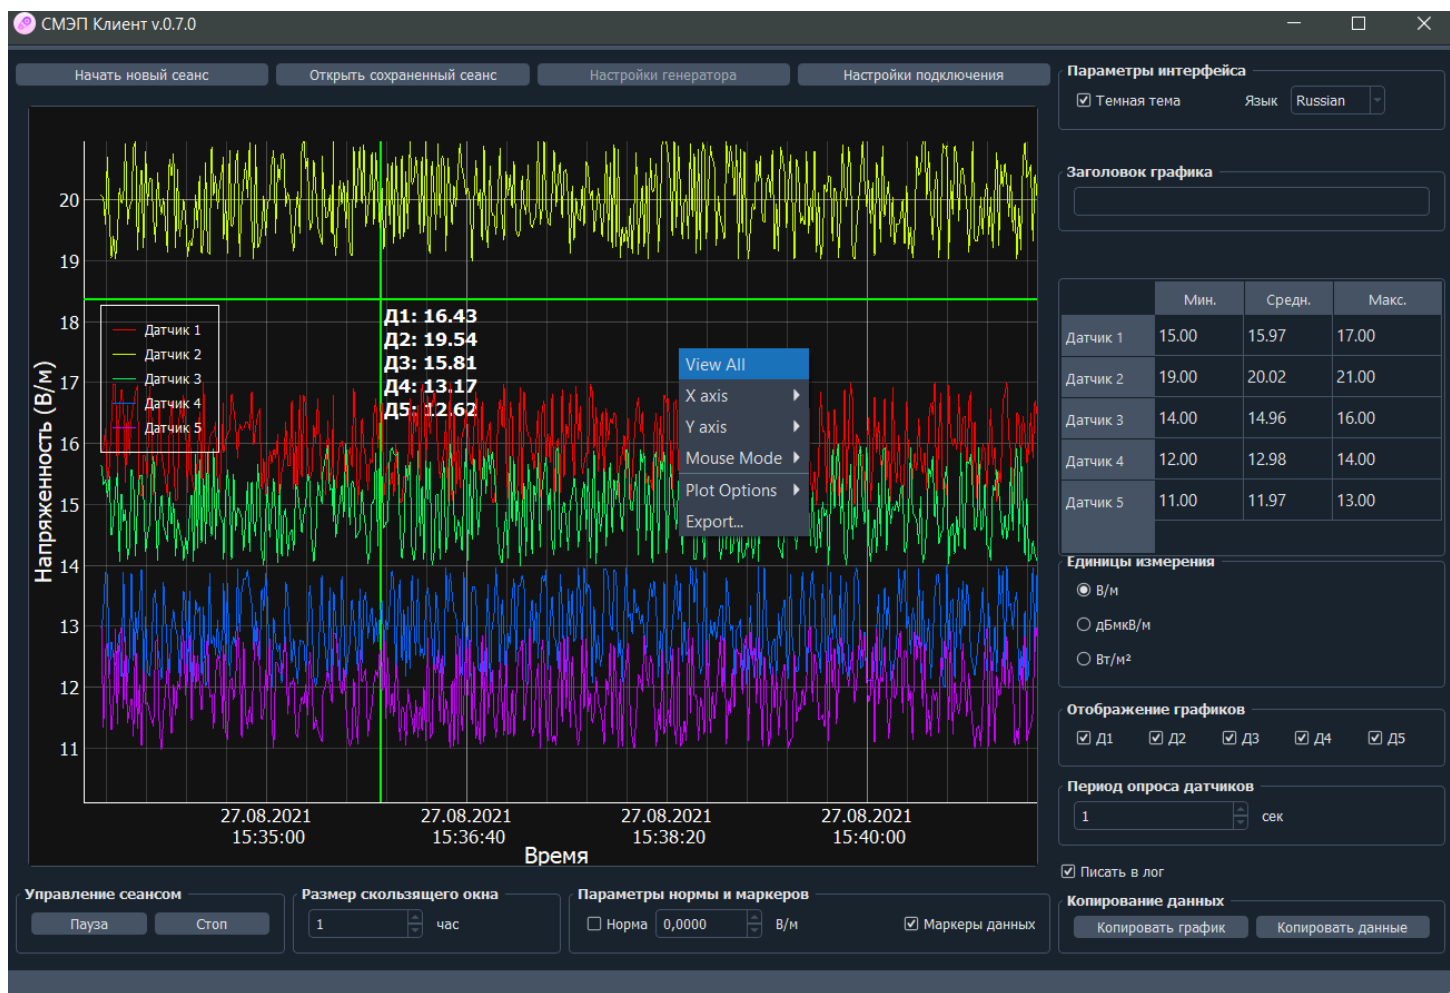 СМЭП Клиент v.0.7.0
Начать новый сеанс
Открыть сохраненный сеанс
Настройки генератора
Настройки подключения
20
19
18
17
16
15
14
13
12
11
Напряженность (В/м)
Датчик 1
Датчик 2
Датчик 3
Датчик 4
Датчик 5
Д1: 16.43
Д2: 19.54
Д3: 15.81
Д4: 13.17
Д5: 12.62
View All
X axis
Y axis
Mouse Mode
Plot Options
Export...
27.08.2021
15:35:00
27.08.2021
15:36:40
27.08.2021
15:38:20
27.08.2021
15:40:00
Время
Управление сеансом
Пауза
Стоп
Размер скользящего окна
1 час
Параметры нормы и маркеров
Норма 0,0000 В/м
Маркеры данных
Параметры интерфейса
Темная тема
Язык Russian
Заголовок графика
Мин. Средн. Макс.
Датчик 1 15.00 15.97 17.00
Датчик 2 19.00 20.02 21.00
Датчик 3 14.00 14.96 16.00
Датчик 4 12.00 12.98 14.00
Датчик 5 11.00 11.97 13.00
Единицы измерения
В/м
дБмкВ/м
Вт/м²
Отображение графиков
Д1 Д2 Д3 Д4 Д5
Период опроса датчиков
1 сек
Писать в лог
Копирование данных
Копировать график
Копировать данные